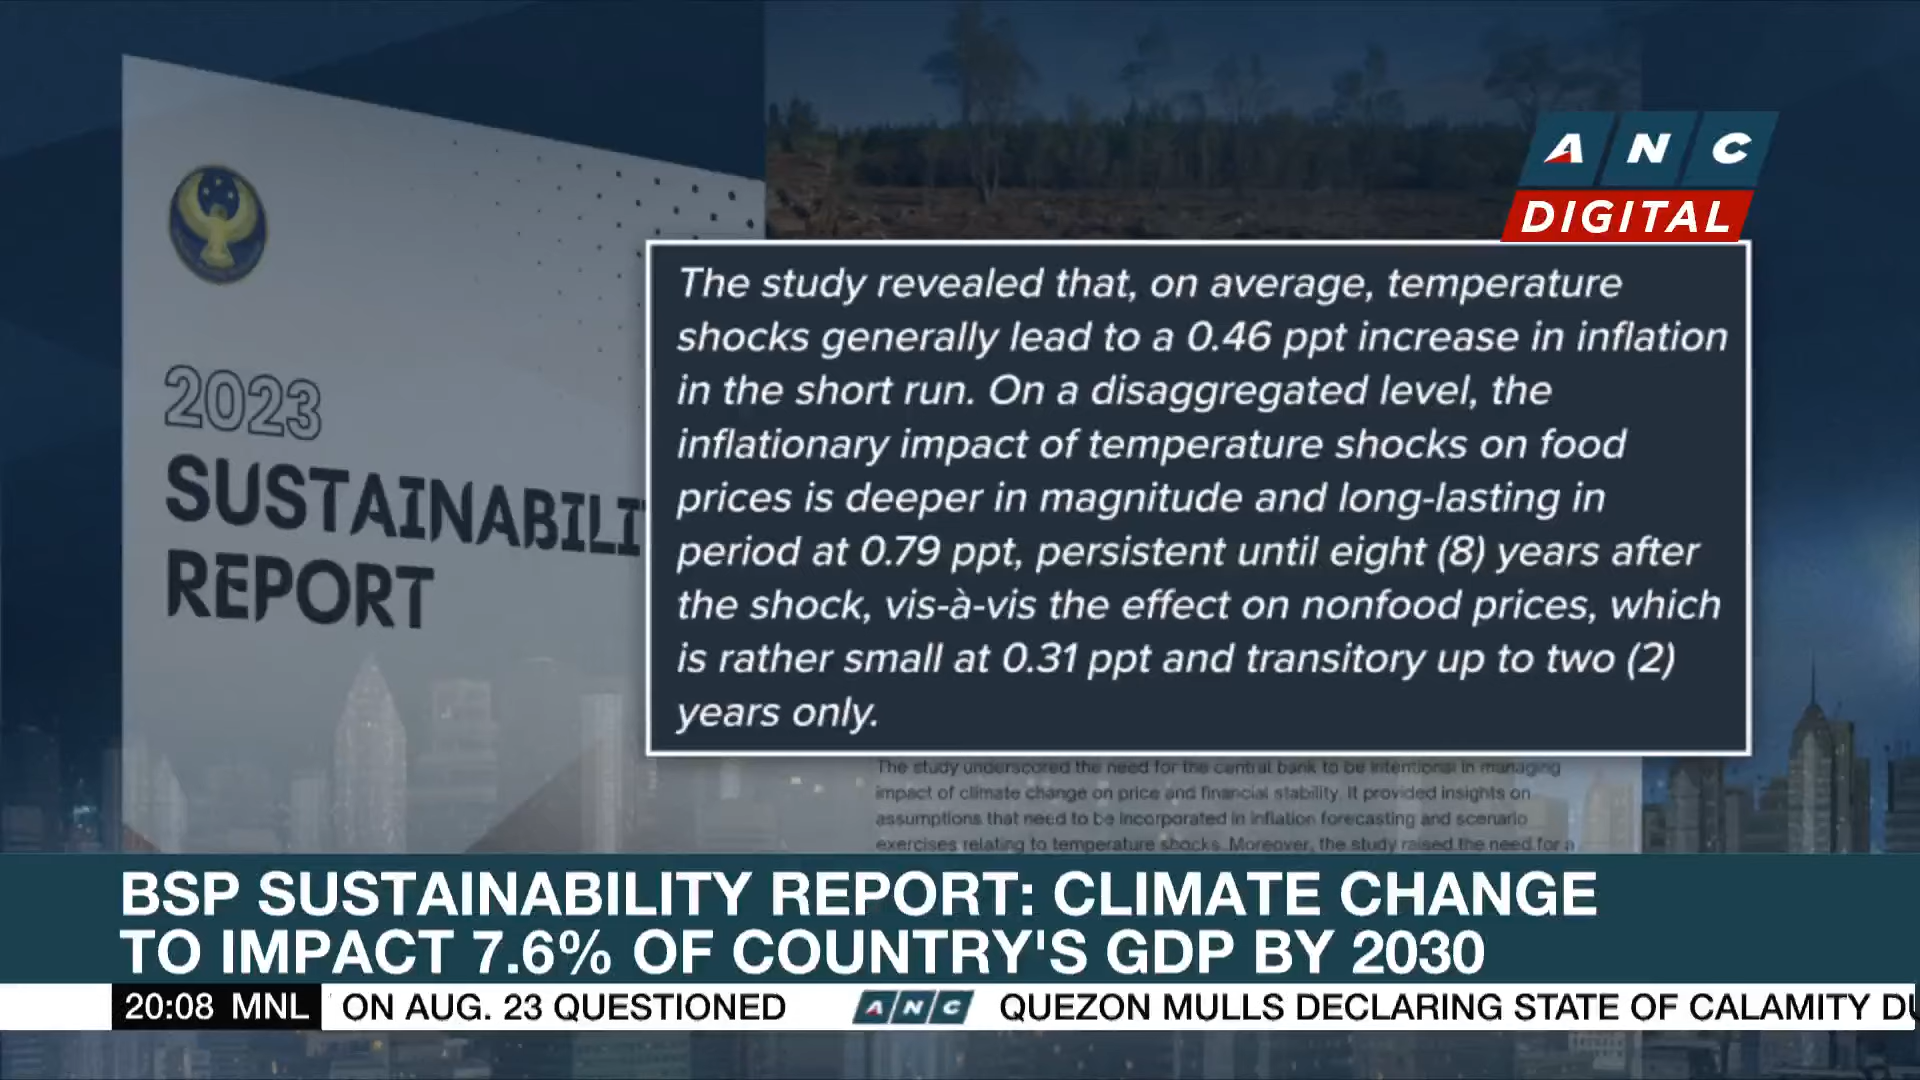 ANC
DIGITAL
2023
SUSTAINABILI
REPORT
The study revealed that, on average, temperature
shocks generally lead to a 0.46 ppt increase in inflation
in the short run. On a disaggregated level, the
inflationary impact of temperature shocks on food
prices is deeper in magnitude and long-lasting in
period at 0.79 ppt, persistent until eight (8) years after
the shock, vis-à-vis the effect on nonfood prices, which
is rather small at 0.31 ppt and transitory up to two (2)
years only.
The study underscored the need for the central bank to be intentional in managing
impact of climate change on price and financial stability. It provided insights on
assumptions that need to be incorporated in inflation forecasting and scenario
exercises relating to temperature shocks. Moreover, the study raised the need for a
BSP SUSTAINABILITY REPORT: CLIMATE CHANGE
TO IMPACT 7.6% OF COUNTRY'S GDP BY 2030
20:08 MNL ON AUG. 23 QUESTIONED ANC QUEZON MULLS DECLARING STATE OF CALAMITY DU